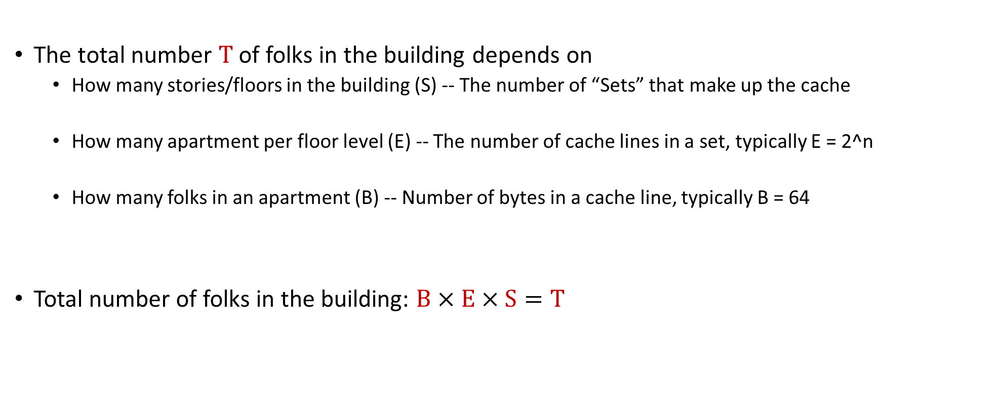 • The total number T of folks in the building depends on
• How many stories/floors in the building (S) -- The number of “Sets” that make up the cache
• How many apartment per floor level (E) -- The number of cache lines in a set, typically E = 2^n
• How many folks in an apartment (B) -- Number of bytes in a cache line, typically B = 64
• Total number of folks in the building: B × E × S = T